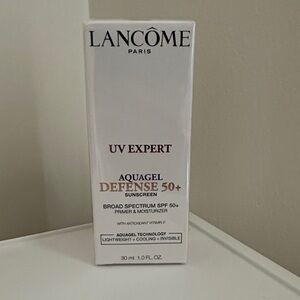 LANCÔME
PARIS
UV EXPERT
AQUAGEL
DEFENSE 50+
SUNSCREEN
BROAD SPECTRUM SPF 50+
PRIMER & MOISTURIZER
WITH ANTIOXIDANT VITAMIN E
AQUAGEL TECHNOLOGY
LIGHTWEIGHT + COOLING + INVISIBLE
30 ml 1.0 FL. OZ.